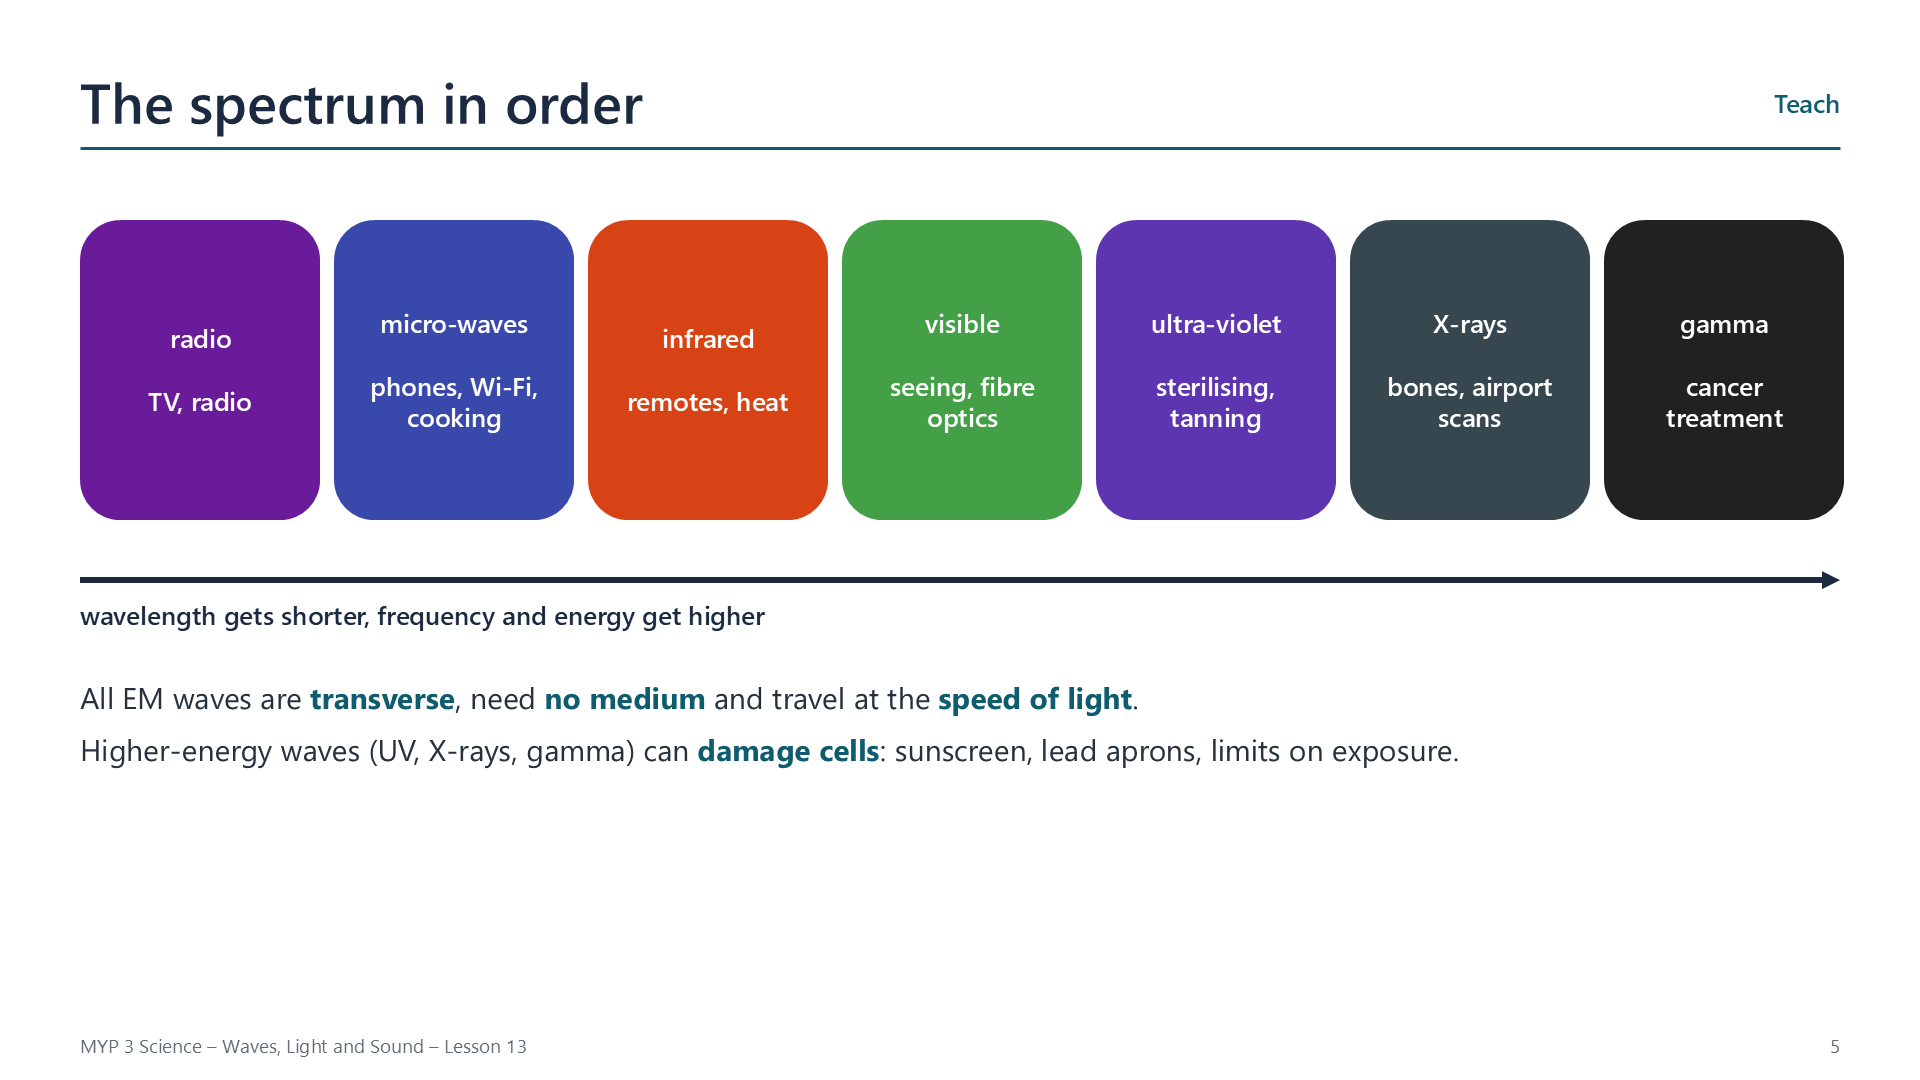 The spectrum in order
Teach
radio
TV, radio
micro-waves
phones, Wi-Fi,
cooking
infrared
remotes, heat
visible
seeing, fibre
optics
ultra-violet
sterilising,
tanning
X-rays
bones, airport
scans
gamma
cancer
treatment
wavelength gets shorter, frequency and energy get higher
All EM waves are transverse, need no medium and travel at the speed of light.
Higher-energy waves (UV, X-rays, gamma) can damage cells: sunscreen, lead aprons, limits on exposure.
MYP 3 Science – Waves, Light and Sound – Lesson 13
5